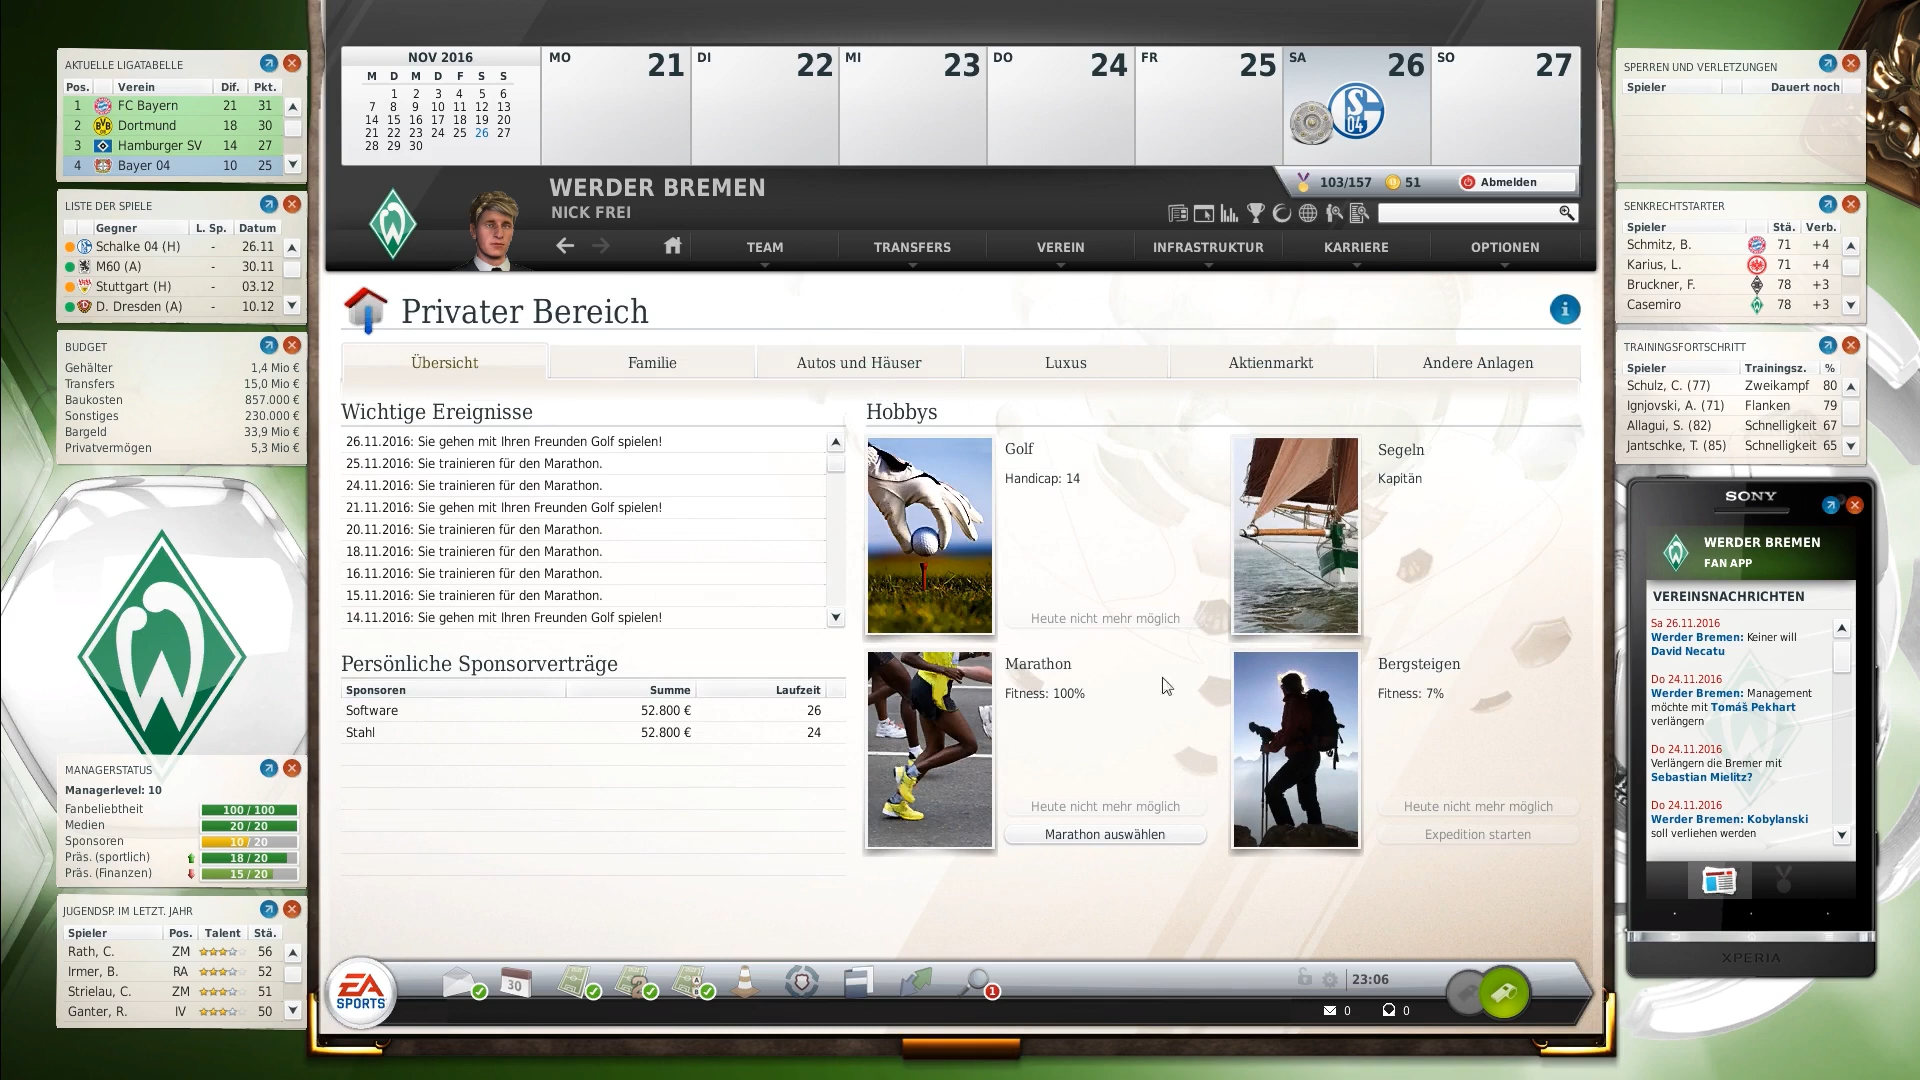 AKTUELLE LIGATABELLE
Pos. Verein Dif. Pkt.
1 FC Bayern 21 31
2 Dortmund 18 30
3 Hamburger SV 14 27
4 Bayer 04 10 25
LISTE DER SPIELE
Gegner L. Sp. Datum
Schalke 04 (H) - 26.11
M60 (A) - 30.11
Stuttgart (H) - 03.12
D. Dresden (A) - 10.12
BUDGET
Gehälter 1,4 Mio €
Transfers 15,0 Mio €
Baukosten 857.000 €
Sonstiges 230.000 €
Bargeld 33,9 Mio €
Privatvermögen 5,3 Mio €
MANAGERSTATUS
Managerlevel: 10
Fanbeliebtheit 100 / 100
Medien 20 / 20
Sponsoren 10 / 20
Präs. (sportlich) 18 / 20
Präs. (Finanzen) 15 / 20
JUGENDSP. IM LETZT. JAHR
Spieler Pos. Talent Stä.
Rath, C. ZM 56
Irmer, B. RA 52
Strielau, C. ZM 51
Ganter, R. IV 50
NOV 2016
M D M D F S S
1 2 3 4 5 6
7 8 9 10 11 12 13
14 15 16 17 18 19 20
21 22 23 24 25 26 27
28 29 30
MO 21 DI 22 MI 23 DO 24 FR 25 SA 26 SO 27
S 04
WERDER BREMEN
NICK FREI
103/157 51 Abmelden
TEAM TRANSFERS VEREIN INFRASTRUKTUR KARRIERE OPTIONEN
Privater Bereich
Übersicht Familie Autos und Häuser Luxus Aktienmarkt Andere Anlagen
Wichtige Ereignisse
26.11.2016: Sie gehen mit Ihren Freunden Golf spielen!
25.11.2016: Sie trainieren für den Marathon.
24.11.2016: Sie trainieren für den Marathon.
21.11.2016: Sie gehen mit Ihren Freunden Golf spielen!
20.11.2016: Sie trainieren für den Marathon.
18.11.2016: Sie trainieren für den Marathon.
16.11.2016: Sie trainieren für den Marathon.
15.11.2016: Sie trainieren für den Marathon.
14.11.2016: Sie gehen mit Ihren Freunden Golf spielen!
Persönliche Sponsorverträge
Sponsoren Summe Laufzeit
Software 52.800 € 26
Stahl 52.800 € 24
Hobbys
Golf
Handicap: 14
Heute nicht mehr möglich
Segeln
Kapitän
Marathon
Fitness: 100%
Heute nicht mehr möglich
Marathon auswählen
Bergsteigen
Fitness: 7%
Heute nicht mehr möglich
Expedition starten
EA SPORTS
30
1
23:06
0 0
SPERREN UND VERLETZUNGEN
Spieler Dauert noch
SENKRECHTSTARTER
Spieler Stä. Verb.
Schmitz, B. 71 +4
Karius, L. 71 +4
Bruckner, F. 78 +3
Casemiro 78 +3
TRAININGSFORTSCHRITT
Spieler Trainingsz. %
Schulz, C. (77) Zweikampf 80
Ignjovski, A. (71) Flanken 79
Allagui, S. (82) Schnelligkeit 67
Jantschke, T. (85) Schnelligkeit 65
SONY
WERDER BREMEN
FAN APP
VEREINSNACHRICHTEN
Sa 26.11.2016
Werder Bremen: Keiner will
David Necatu
Do 24.11.2016
Werder Bremen: Management
möchte mit Tomáš Pekhart
verlängern
Do 24.11.2016
Verlängern die Bremer mit
Sebastian Mielitz?
Do 24.11.2016
Werder Bremen: Kobylanski
soll verliehen werden
XPERIA